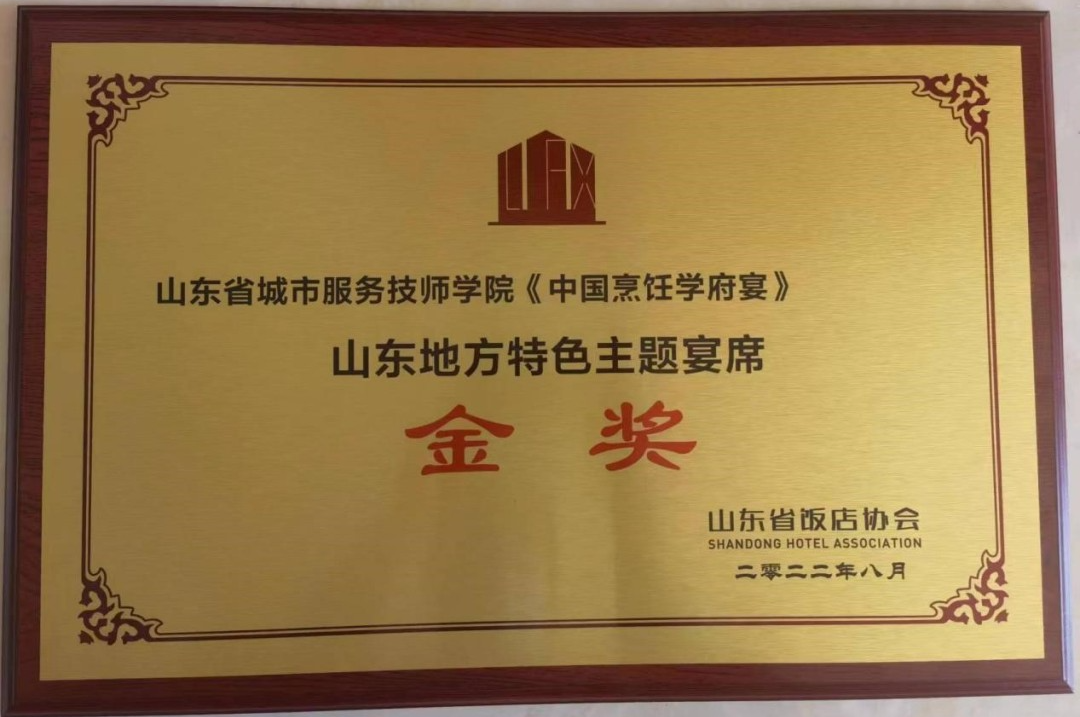 山东省城市服务技师学院《中国烹饪学府宴》
山东地方特色主题宴席
金奖
山东省饭店协会
SHANDONG HOTEL ASSOCIATION
二零二二年八月